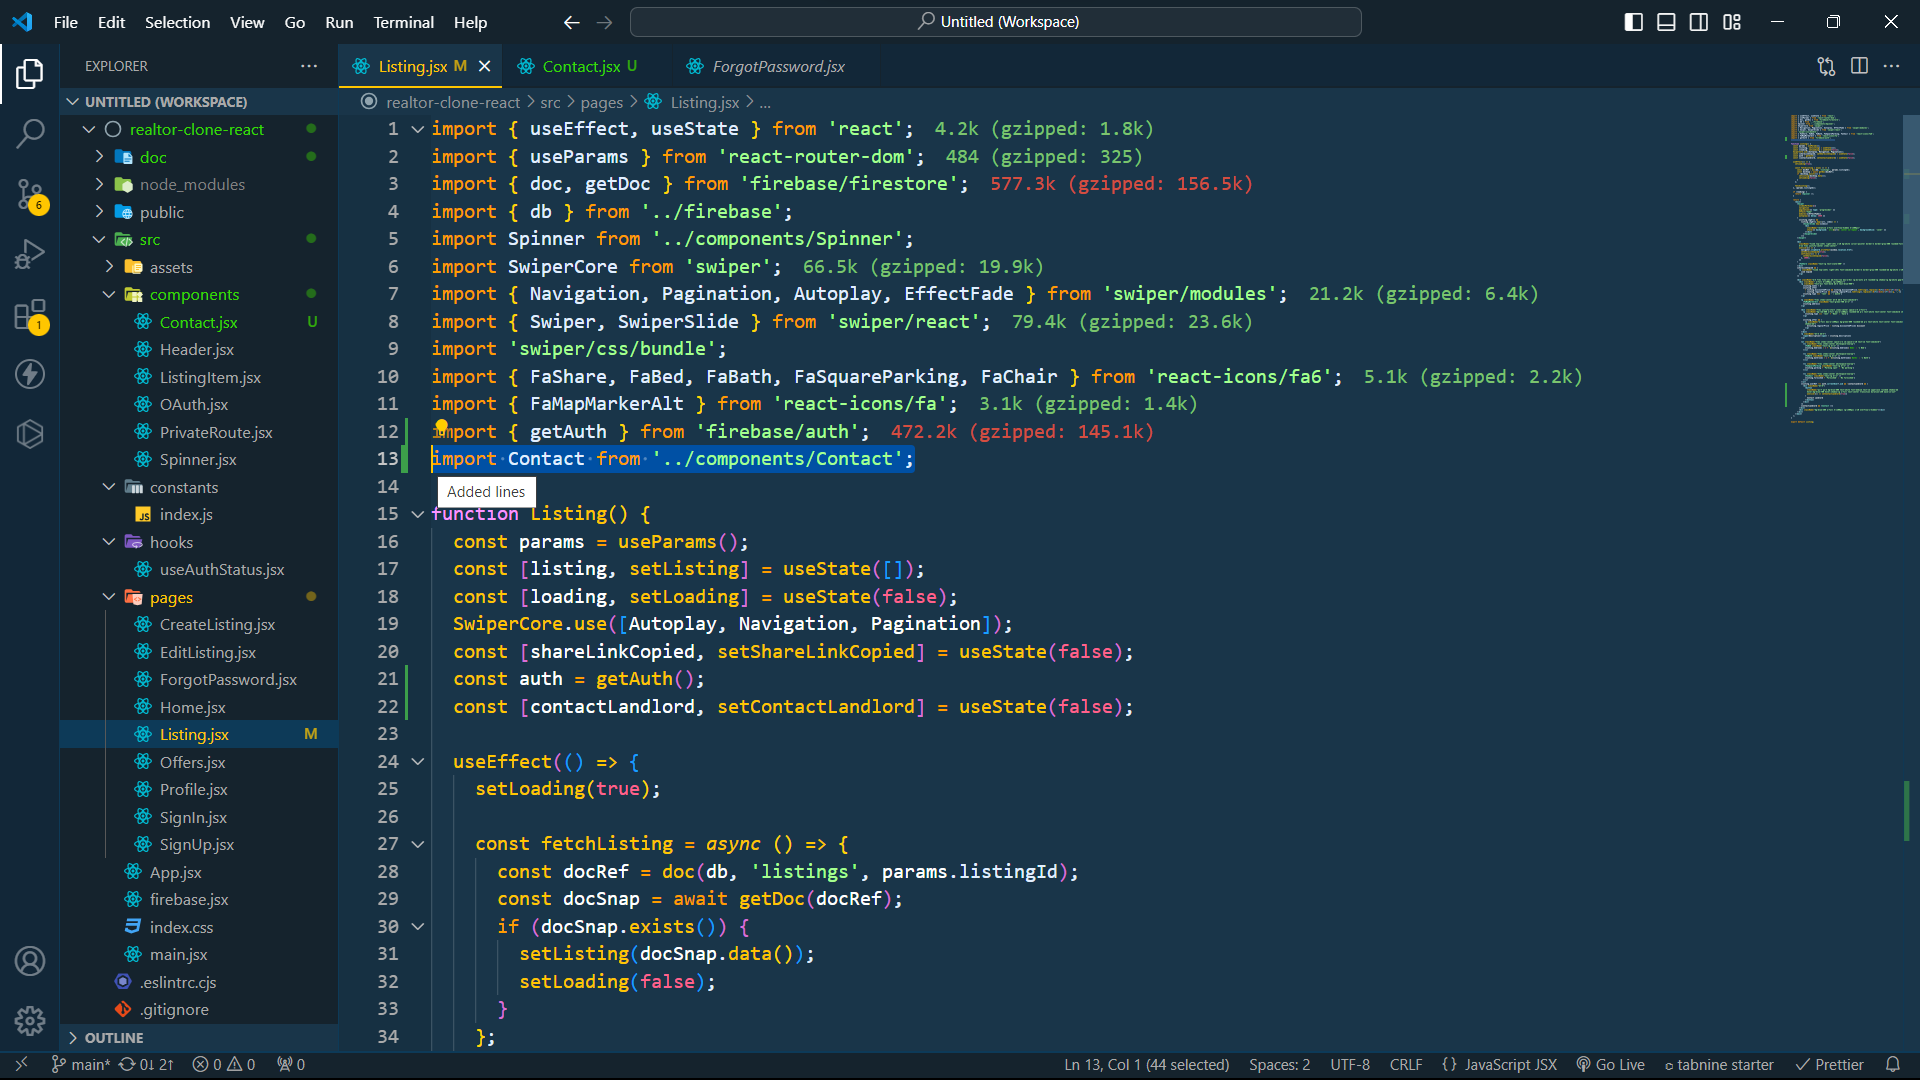 File Edit Selection View Go Run Terminal Help
Untitled (Workspace)
EXPLORER
Listing.jsx M
Contact.jsx U
ForgotPassword.jsx
UNTITLED (WORKSPACE)
realtor-clone-react > src > pages > Listing.jsx > ...
realtor-clone-react
doc
node_modules
public
src
assets
components
Contact.jsx U
Header.jsx
ListingItem.jsx
OAuth.jsx
PrivateRoute.jsx
Spinner.jsx
constants
JS index.js
hooks
useAuthStatus.jsx
pages
CreateListing.jsx
EditListing.jsx
ForgotPassword.jsx
Home.jsx
Listing.jsx M
Offers.jsx
Profile.jsx
SignIn.jsx
SignUp.jsx
App.jsx
firebase.jsx
index.css
main.jsx
.eslintrc.cjs
.gitignore
OUTLINE
6
1
1 import { useEffect, useState } from 'react'; 4.2k (gzipped: 1.8k)
2 import { useParams } from 'react-router-dom'; 484 (gzipped: 325)
3 import { doc, getDoc } from 'firebase/firestore'; 577.3k (gzipped: 156.5k)
4 import { db } from '../firebase';
5 import Spinner from '../components/Spinner';
6 import SwiperCore from 'swiper'; 66.5k (gzipped: 19.9k)
7 import { Navigation, Pagination, Autoplay, EffectFade } from 'swiper/modules'; 21.2k (gzipped: 6.4k)
8 import { Swiper, SwiperSlide } from 'swiper/react'; 79.4k (gzipped: 23.6k)
9 import 'swiper/css/bundle';
10 import { FaShare, FaBed, FaBath, FaSquareParking, FaChair } from 'react-icons/fa6'; 5.1k (gzipped: 2.2k)
11 import { FaMapMarkerAlt } from 'react-icons/fa'; 3.1k (gzipped: 1.4k)
12 import { getAuth } from 'firebase/auth'; 472.2k (gzipped: 145.1k)
13 import Contact from '../components/Contact';
14
Added lines
15 function Listing() {
16 const params = useParams();
17 const [listing, setListing] = useState([]);
18 const [loading, setLoading] = useState(false);
19 SwiperCore.use([Autoplay, Navigation, Pagination]);
20 const [shareLinkCopied, setShareLinkCopied] = useState(false);
21 const auth = getAuth();
22 const [contactLandlord, setContactLandlord] = useState(false);
23
24 useEffect(() => {
25 setLoading(true);
26
27 const fetchListing = async () => {
28 const docRef = doc(db, 'listings', params.listingId);
29 const docSnap = await getDoc(docRef);
30 if (docSnap.exists()) {
31 setListing(docSnap.data());
32 setLoading(false);
33 }
34 };
main* 0↓ 2↑ 0 0 0
Ln 13, Col 1 (44 selected) Spaces: 2 UTF-8 CRLF {} JavaScript JSX Go Live tabnine starter Prettier